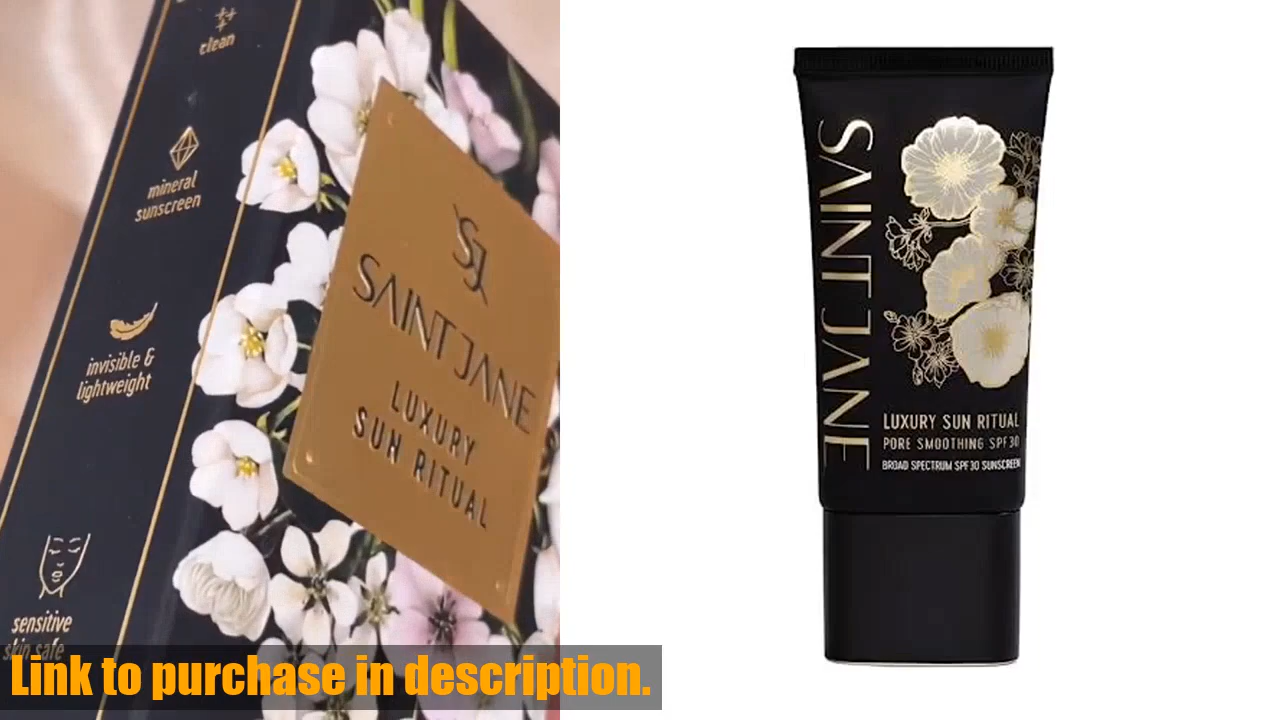 clean
mineral
sunscreen
invisible &
lightweight
sensitive
skin safe
SJ
SAINT JANE
LUXURY
SUN RITUAL
SAINT JANE
LUXURY SUN RITUAL
PORE SMOOTHING SPF 30
BROAD SPECTRUM SPF 30 SUNSCREEN
Link to purchase in description.